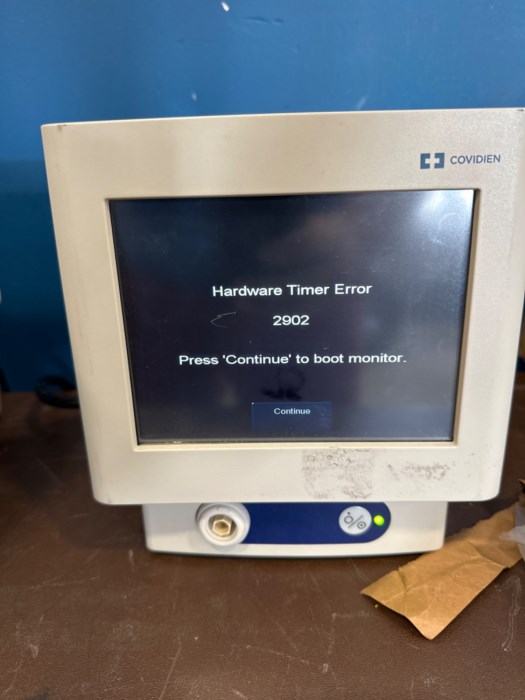 COVIDIEN
Hardware Timer Error
2902
Press 'Continue' to boot monitor.
Continue